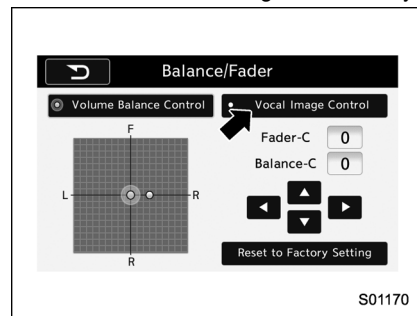 Balance/Fader
Volume Balance Control
Vocal Image Control
F
L
R
R
Fader-C 0
Balance-C 0
Reset to Factory Setting
S01170